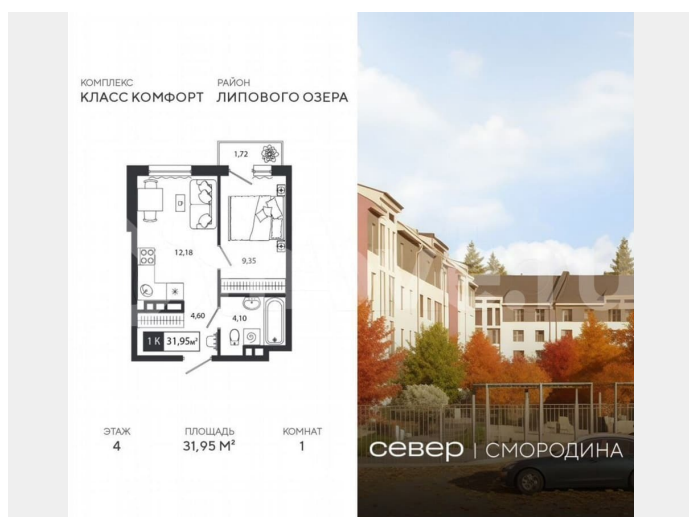 КОМПЛЕКС
КЛАСС КОМФОРТ
РАЙОН
ЛИПОВОГО ОЗЕРА
1,72
12,18
9,35
4,60
4,10
1 К
31,95м²
ЭТАЖ
4
ПЛОЩАДЬ
31,95 М²
КОМНАТ
1
север | СМОРОДИНА